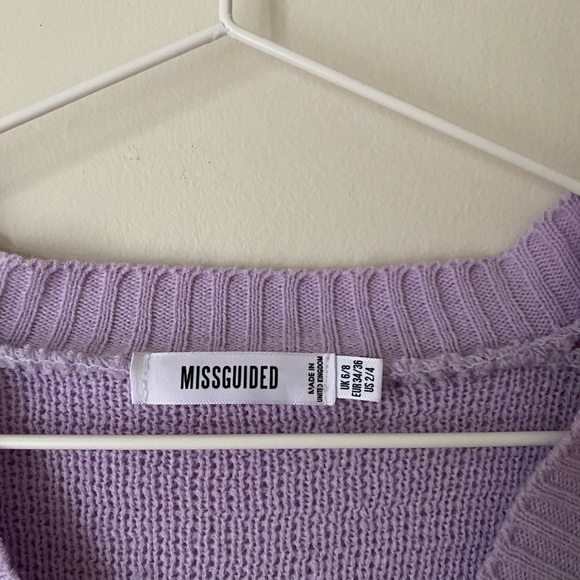 MISSGUIDED
MADE IN
UNITED KINGDOM
UK 6/8
EUR 34/36
US 2/4